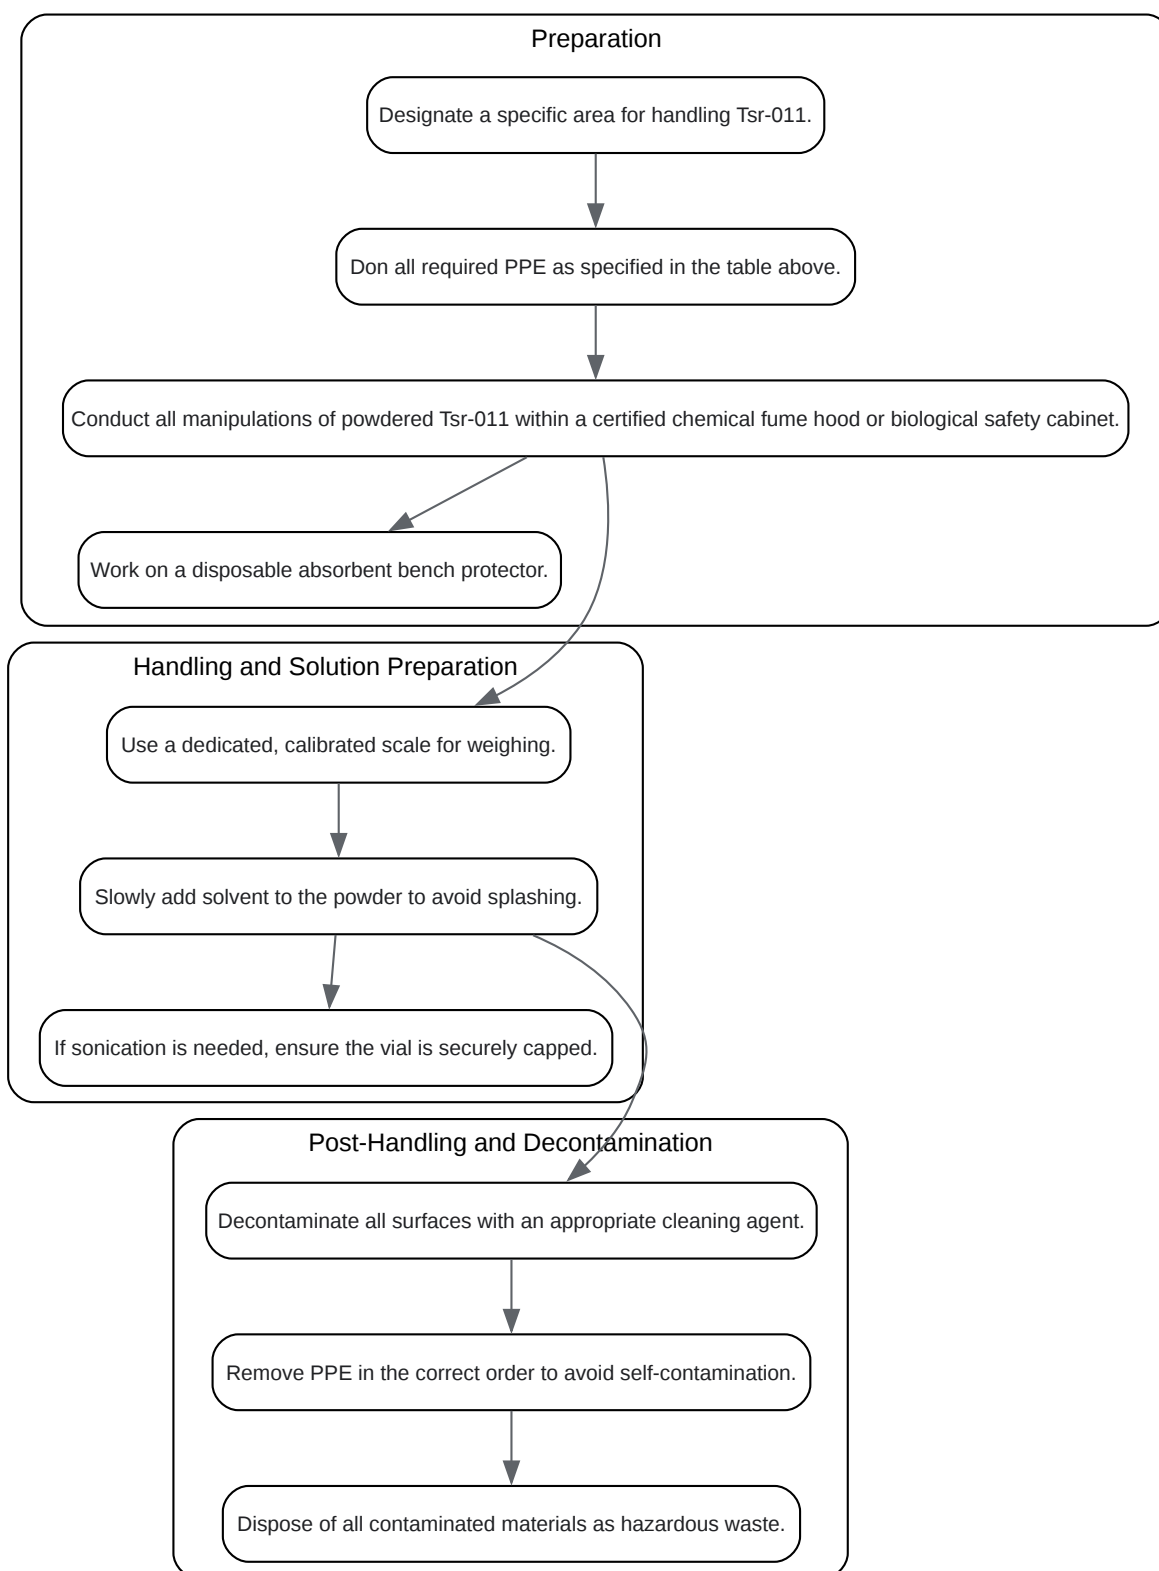 Preparation
Designate a specific area for handling Tsr-011.
Don all required PPE as specified in the table above.
Conduct all manipulations of powdered Tsr-011 within a certified chemical fume hood or biological safety cabinet.
Work on a disposable absorbent bench protector.
Handling and Solution Preparation
Use a dedicated, calibrated scale for weighing.
Slowly add solvent to the powder to avoid splashing.
If sonication is needed, ensure the vial is securely capped.
Post-Handling and Decontamination
Decontaminate all surfaces with an appropriate cleaning agent.
Remove PPE in the correct order to avoid self-contamination.
Dispose of all contaminated materials as hazardous waste.